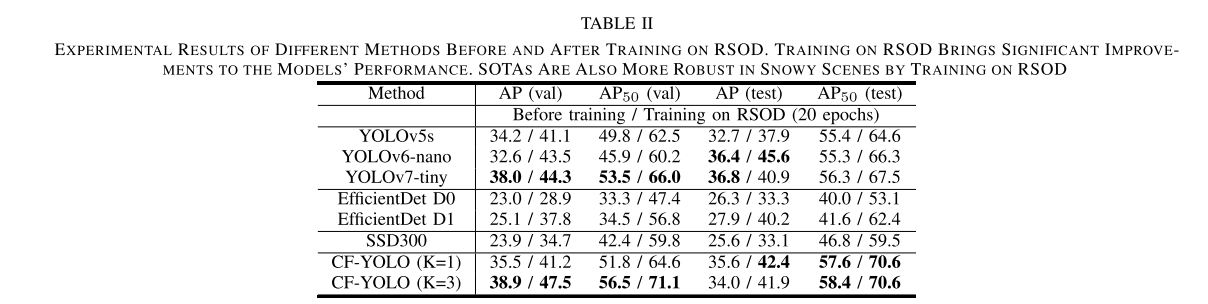 TABLE II
EXPERIMENTAL RESULTS OF DIFFERENT METHODS BEFORE AND AFTER TRAINING ON RSOD. TRAINING ON RSOD BRINGS SIGNIFICANT IMPROVE-
MENTS TO THE MODELS' PERFORMANCE. SOTAS ARE ALSO MORE ROBUST IN SNOWY SCENES BY TRAINING ON RSOD
Method AP (val) AP50 (val) AP (test) AP50 (test)
Before training / Training on RSOD (20 epochs)
YOLOv5s 34.2 / 41.1 49.8 / 62.5 32.7 / 37.9 55.4 / 64.6
YOLOv6-nano 32.6 / 43.5 45.9 / 60.2 36.4 / 45.6 55.3 / 66.3
YOLOv7-tiny 38.0 / 44.3 53.5 / 66.0 36.8 / 40.9 56.3 / 67.5
EfficientDet D0 23.0 / 28.9 33.3 / 47.4 26.3 / 33.3 40.0 / 53.1
EfficientDet D1 25.1 / 37.8 34.5 / 56.8 27.9 / 40.2 41.6 / 62.4
SSD300 23.9 / 34.7 42.4 / 59.8 25.6 / 33.1 46.8 / 59.5
CF-YOLO (K=1) 35.5 / 41.2 51.8 / 64.6 35.6 / 42.4 57.6 / 70.6
CF-YOLO (K=3) 38.9 / 47.5 56.5 / 71.1 34.0 / 41.9 58.4 / 70.6